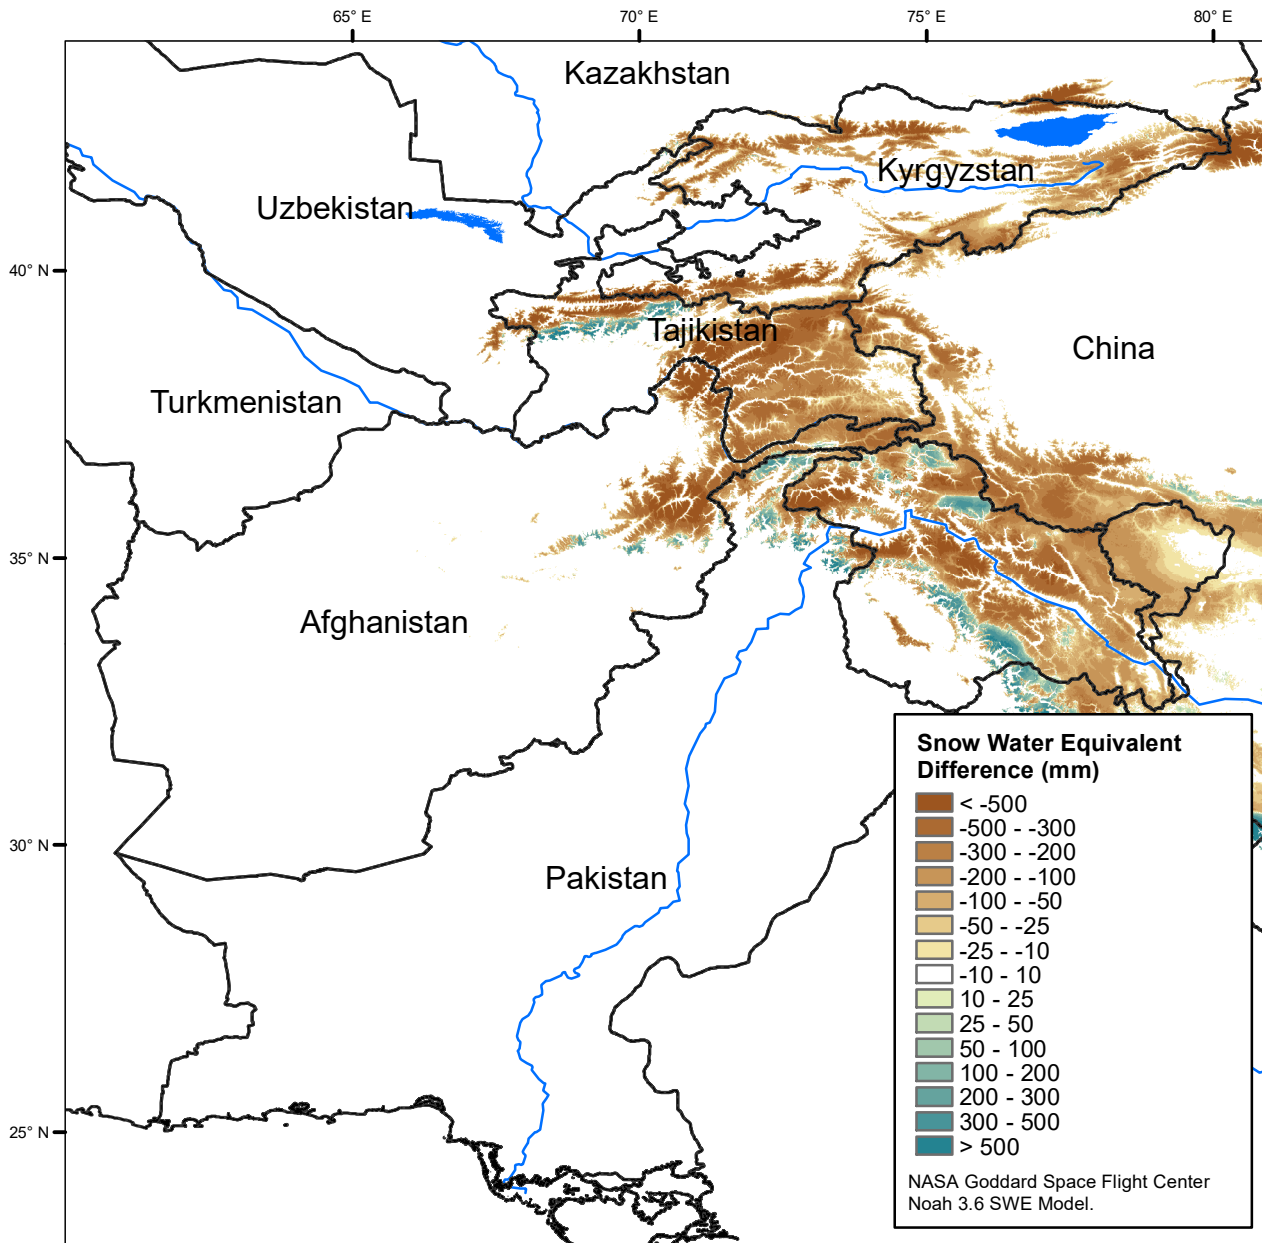 65° E
70° E
75° E
80° E
Kazakhstan
Kyrgyzstan
Uzbekistan
40° N
Tajikistan
China
Turkmenistan
35° N
Afghanistan
30° N
Pakistan
25° N
Snow Water Equivalent
Difference (mm)
< -500
-500 - -300
-300 - -200
-200 - -100
-100 - -50
-50 - -25
-25 - -10
-10 - 10
10 - 25
25 - 50
50 - 100
100 - 200
200 - 300
300 - 500
> 500
NASA Goddard Space Flight Center
Noah 3.6 SWE Model.